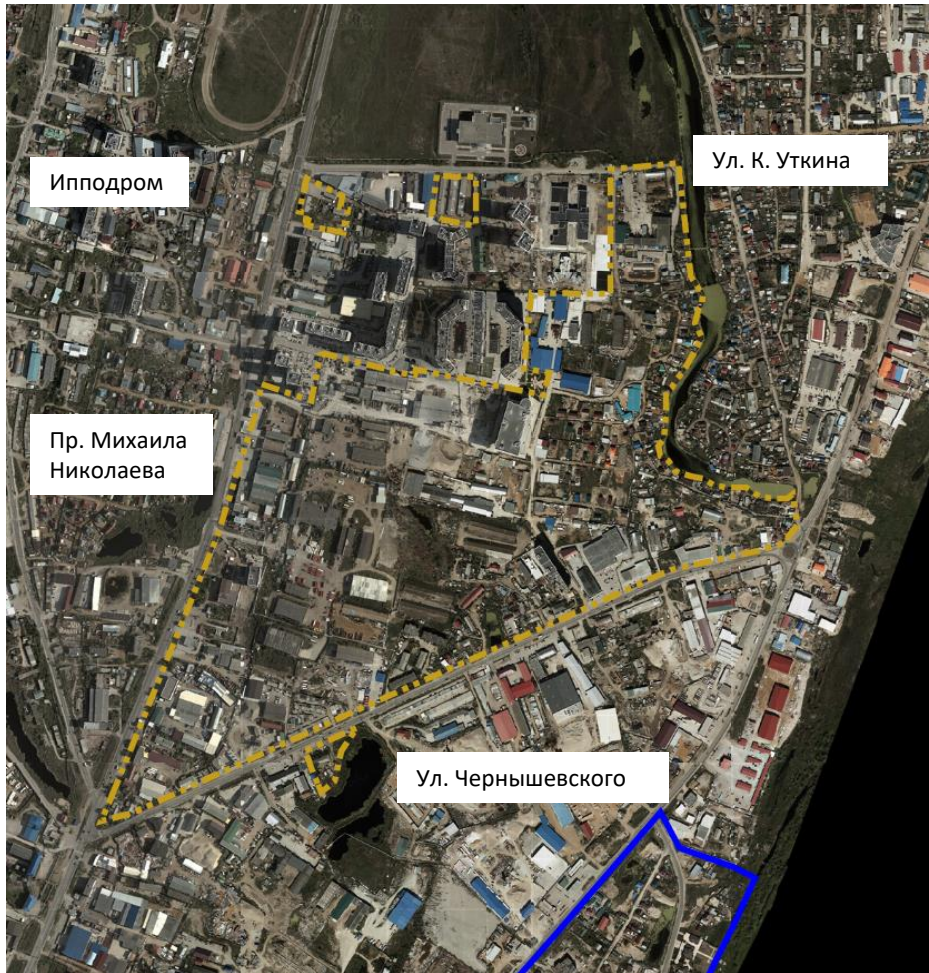 Ул. К. Уткина
Ипподром
Пр. Михаила
Николаева
Ул. Чернышевского